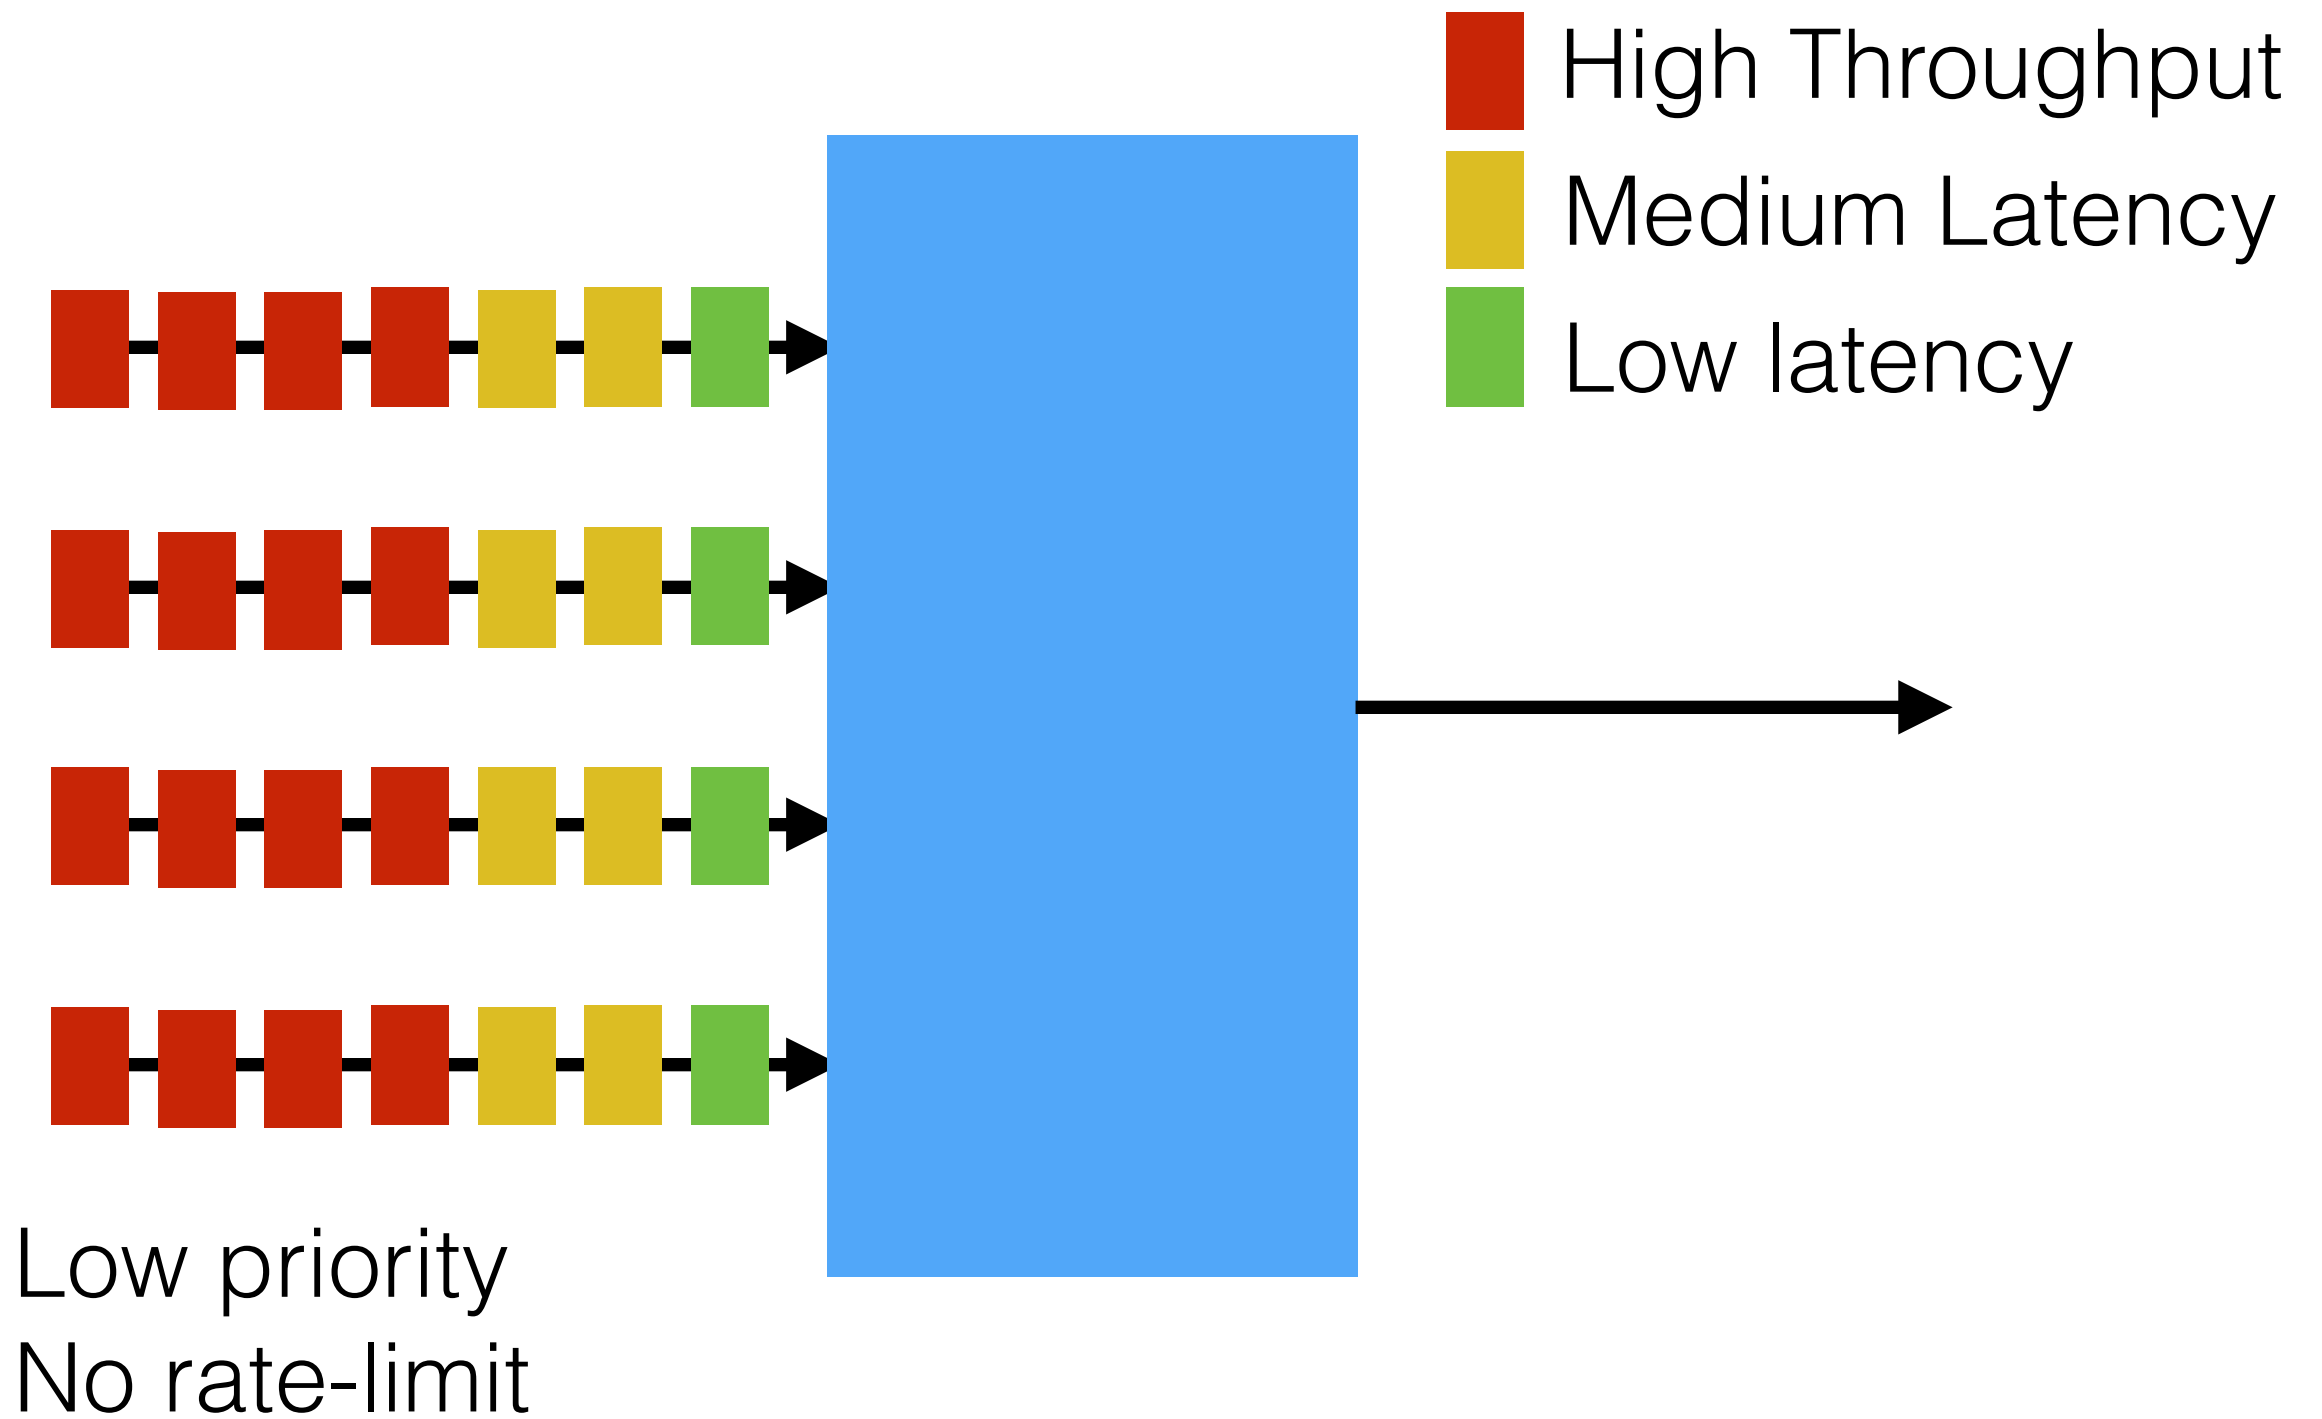 High Throughput
Medium Latency
Low latency
Low priority
No rate-limit